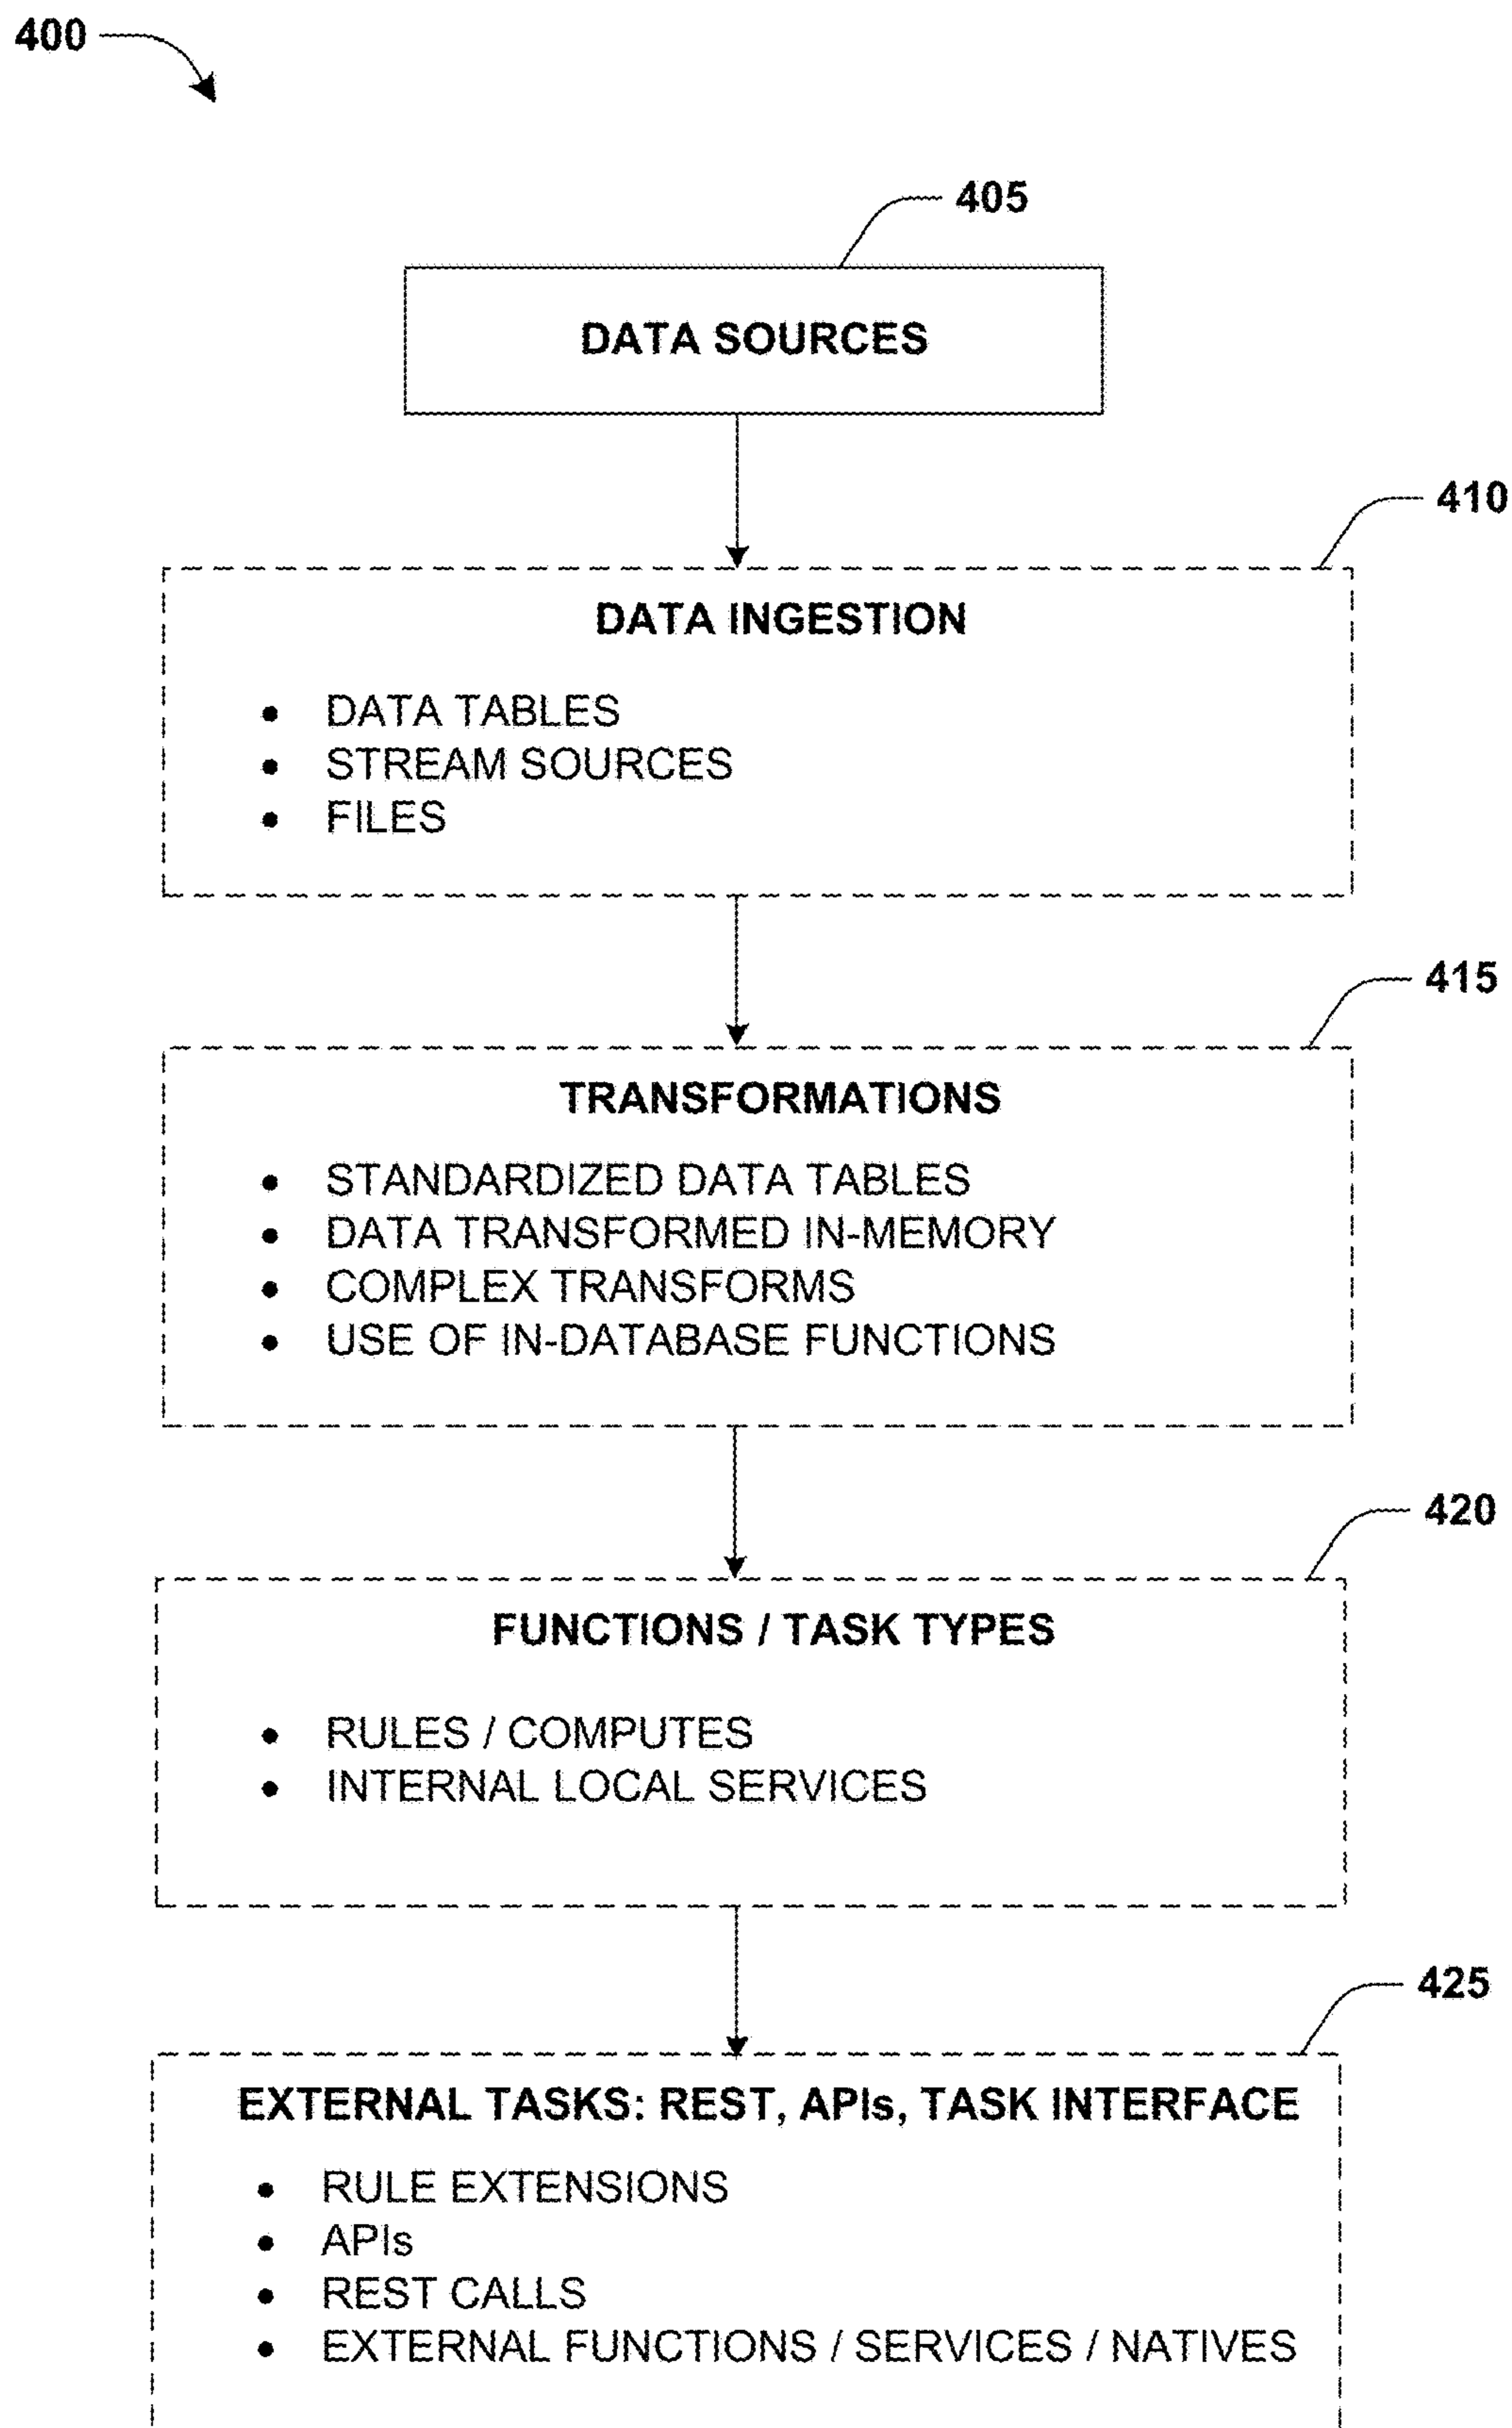 400
405
DATA SOURCES
410
DATA INGESTION
• DATA TABLES
• STREAM SOURCES
• FILES
415
TRANSFORMATIONS
• STANDARDIZED DATA TABLES
• DATA TRANSFORMED IN-MEMORY
• COMPLEX TRANSFORMS
• USE OF IN-DATABASE FUNCTIONS
420
FUNCTIONS / TASK TYPES
• RULES / COMPUTES
• INTERNAL LOCAL SERVICES
425
EXTERNAL TASKS: REST, APIs, TASK INTERFACE
• RULE EXTENSIONS
• APIs
• REST CALLS
• EXTERNAL FUNCTIONS / SERVICES / NATIVES